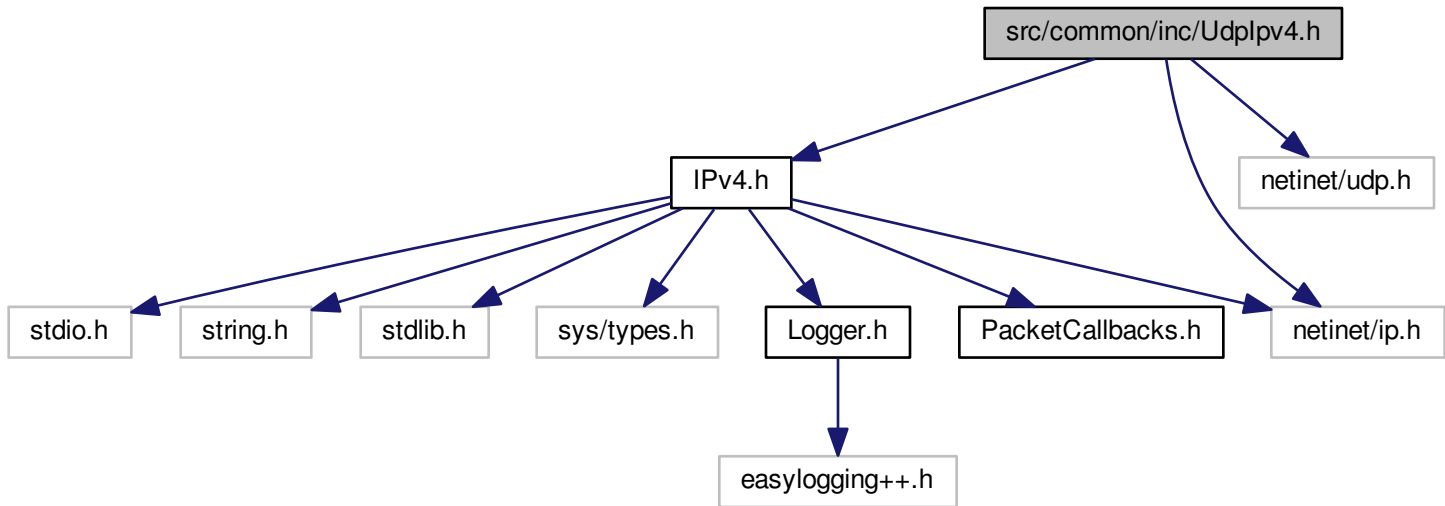 src/common/inc/UdpIpv4.h
IPv4.h
netinet/udp.h
stdio.h
string.h
stdlib.h
sys/types.h
Logger.h
PacketCallbacks.h
netinet/ip.h
easylogging++.h